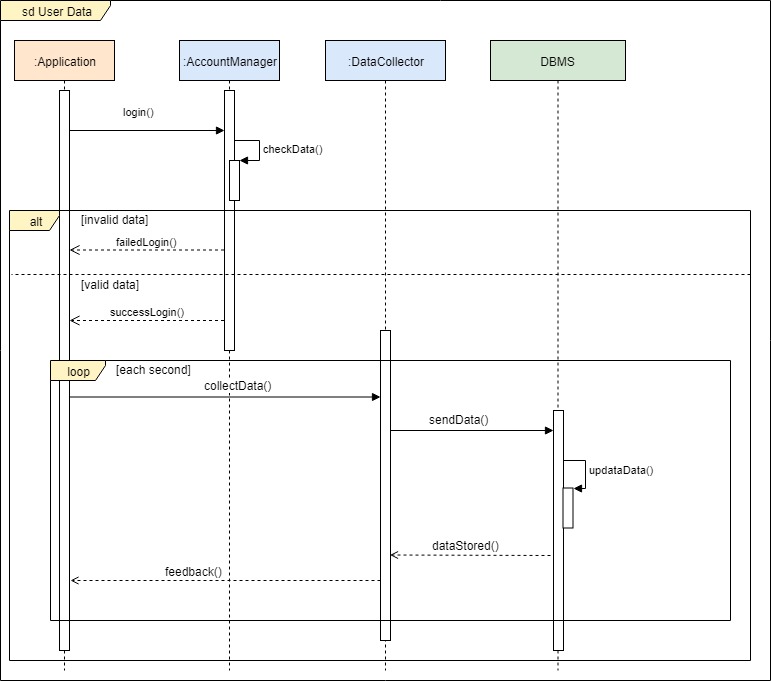 sd User Data
:Application
:AccountManager
:DataCollector
DBMS
login()
checkData()
alt
[invalid data]
failedLogin()
[valid data]
successLogin()
loop
[each second]
collectData()
sendData()
updataData()
dataStored()
feedback()